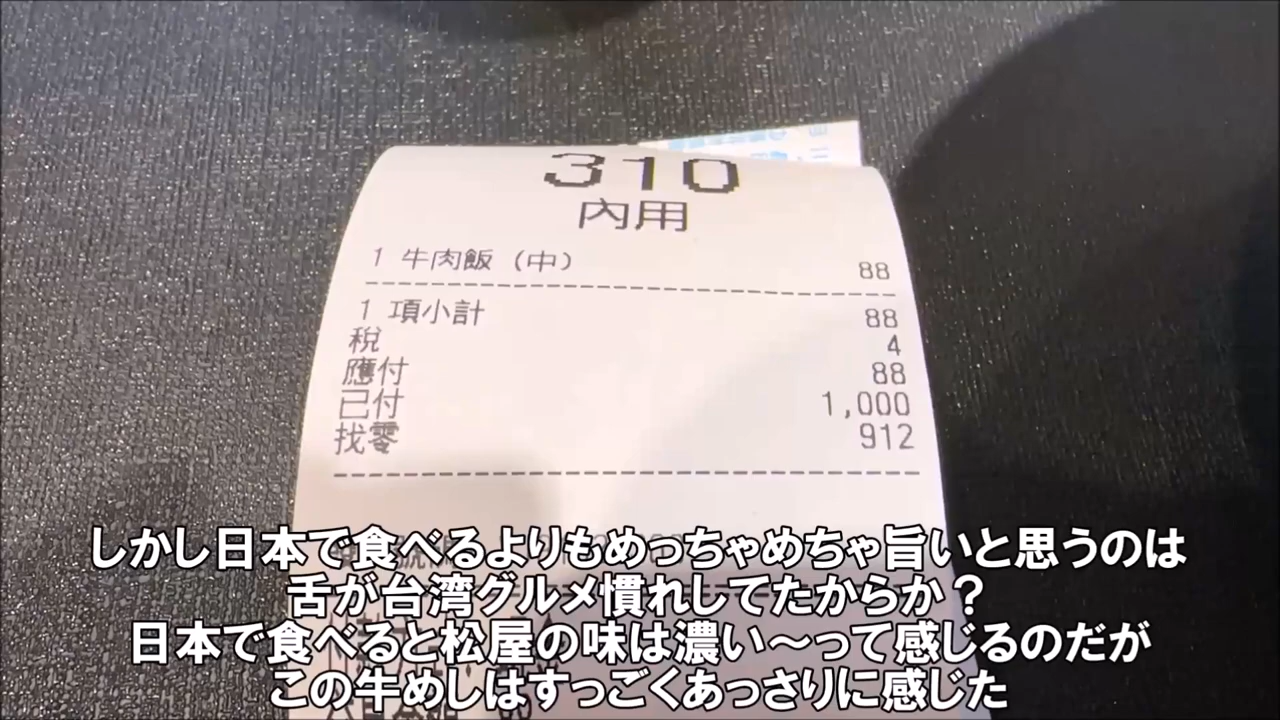 310
內用
1 牛肉飯 (中) 88
1 項小計 88
稅 4
應付 88
已付 1,000
找零 912
しかし日本で食べるよりもめっちゃめちゃ旨いと思うのは
舌が台湾グルメ慣れしてたからか？
日本で食べると松屋の味は濃い～って感じるのだが
この牛めしはすっごくあっさりに感じた